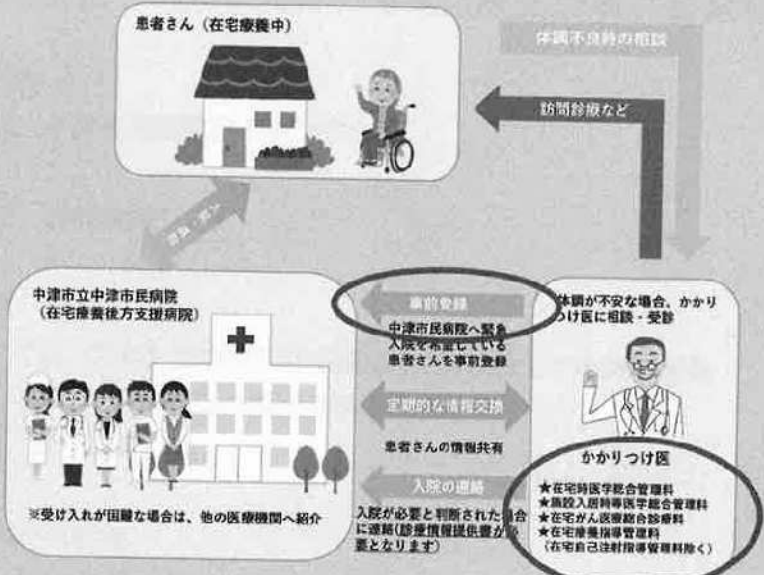 患者さん（在宅療養中）
体調不良時の相談
訪問診療など
中津市立中津市民病院
（在宅療養後方支援病院）
※受け入れが困難な場合は、他の医療機関へ紹介
事前登録
中津市民病院へ緊急
入院を希望している
患者さんを事前登録
定期的な情報交換
患者さんの情報共有
入院の連絡
入院が必要と判断された場合
に連絡(診療情報提供書が必
要となります)
体調が不安な場合、かかり
つけ医に相談・受診
かかりつけ医
★在宅時医学総合管理料
★施設入居時等医学総合管理料
★在宅がん医療総合診療料
★在宅療養指導管理料
（在宅自己注射指導管理料除く）